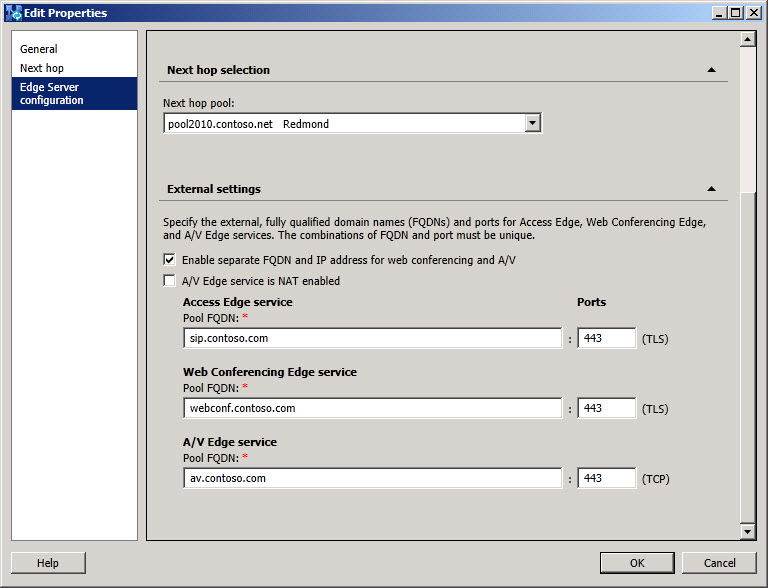 Edit Properties
General
Next hop
Edge Server
configuration
Next hop selection
Next hop pool:
pool2010.contoso.net Redmond
External settings
Specify the external, fully qualified domain names (FQDNs) and ports for Access Edge, Web Conferencing Edge,
and A/V Edge services. The combinations of FQDN and port must be unique.
Enable separate FQDN and IP address for web conferencing and A/V
A/V Edge service is NAT enabled
Access Edge service Ports
Pool FQDN: *
sip.contoso.com : 443 (TLS)
Web Conferencing Edge service
Pool FQDN: *
webconf.contoso.com : 443 (TLS)
A/V Edge service
Pool FQDN: *
av.contoso.com : 443 (TCP)
Help OK Cancel